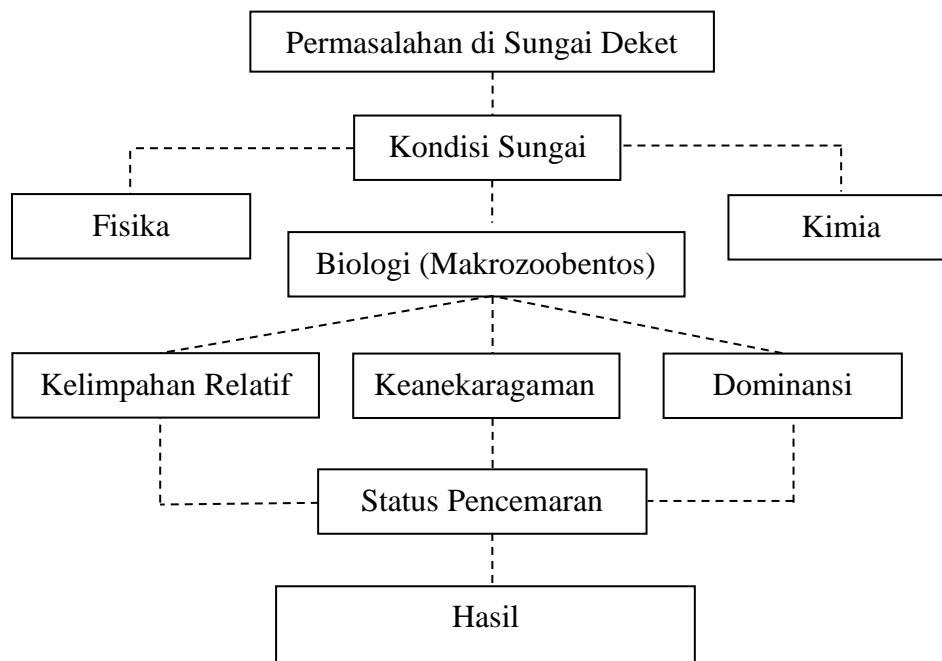 Permasalahan di Sungai Deket
Kondisi Sungai
Fisika
Kimia
Biologi (Makrozoobentos)
Kelimpahan Relatif
Keanekaragaman
Dominansi
Status Pencemaran
Hasil